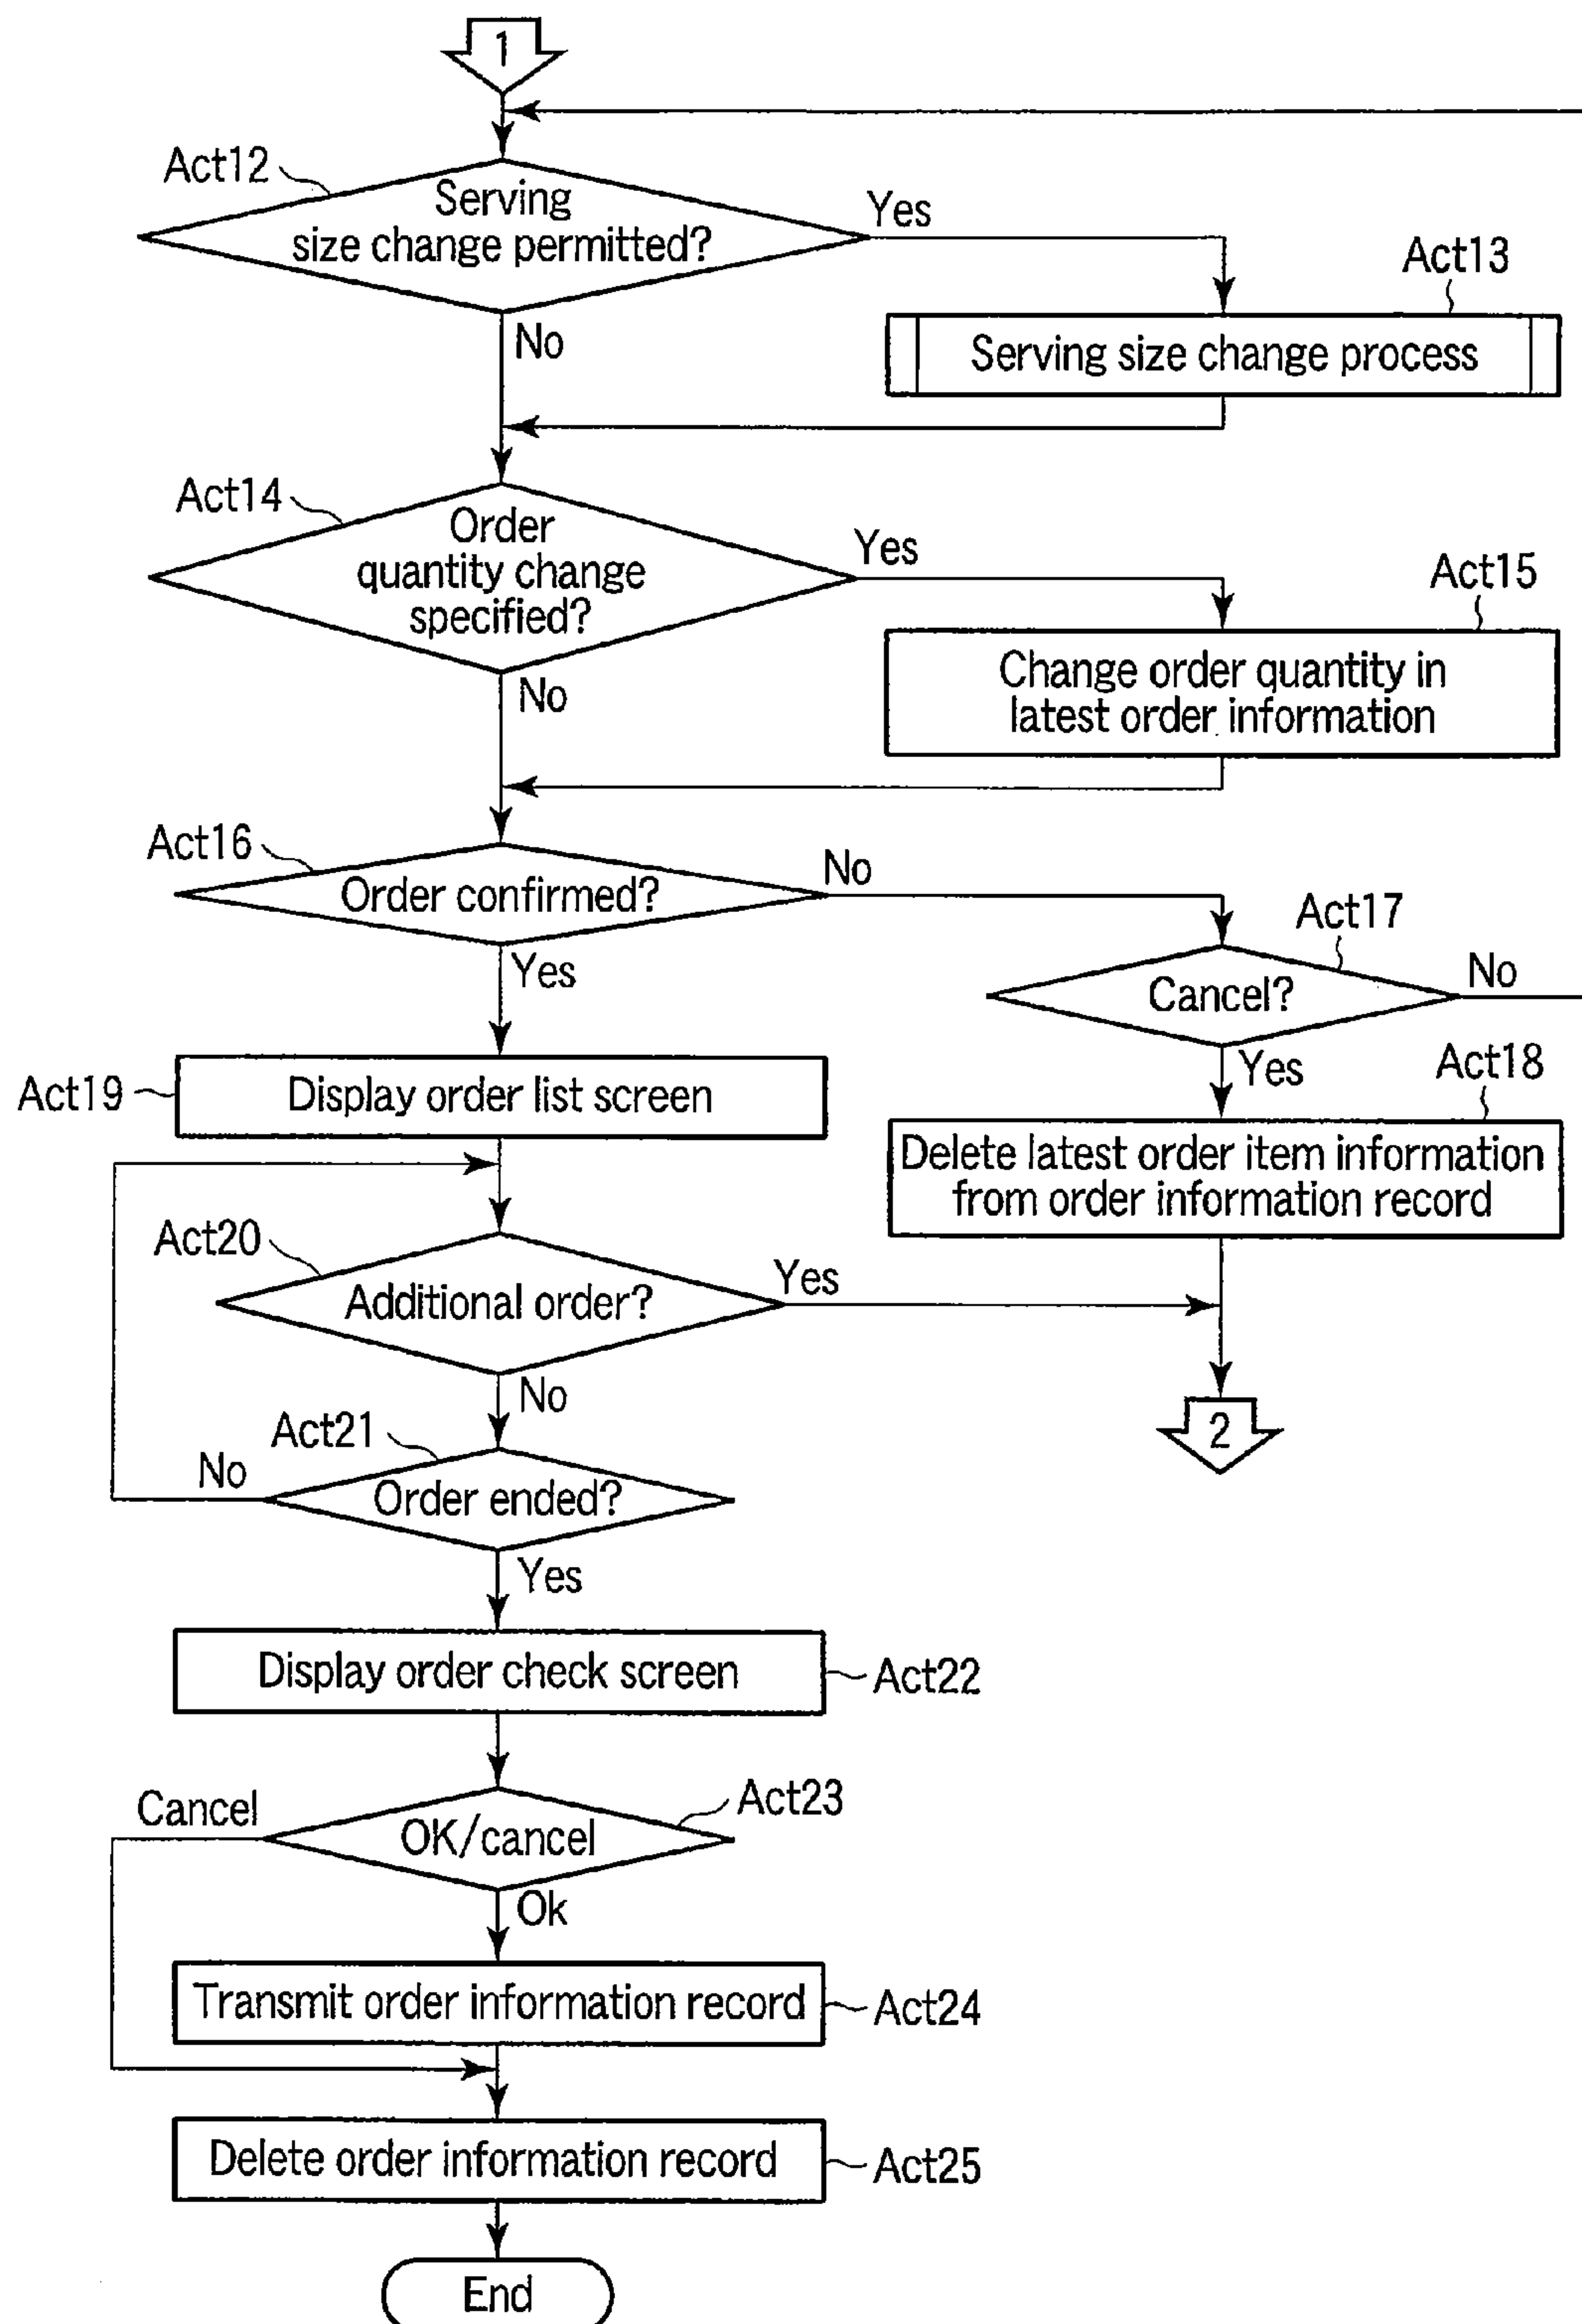 1
Act12
Serving
size change permitted?
Yes
Act13
No
Serving size change process
Act14
Order
quantity change
specified?
Yes
Act15
Change order quantity in
latest order information
No
Act16
Order confirmed?
No
Act17
Yes
Cancel?
No
Act19
Display order list screen
Yes
Act18
Delete latest order item information
from order information record
Act20
Additional order?
Yes
No
2
Act21
No
Order ended?
Yes
Display order check screen
Act22
Cancel
OK/cancel
Act23
Ok
Transmit order information record
Act24
Delete order information record
Act25
End